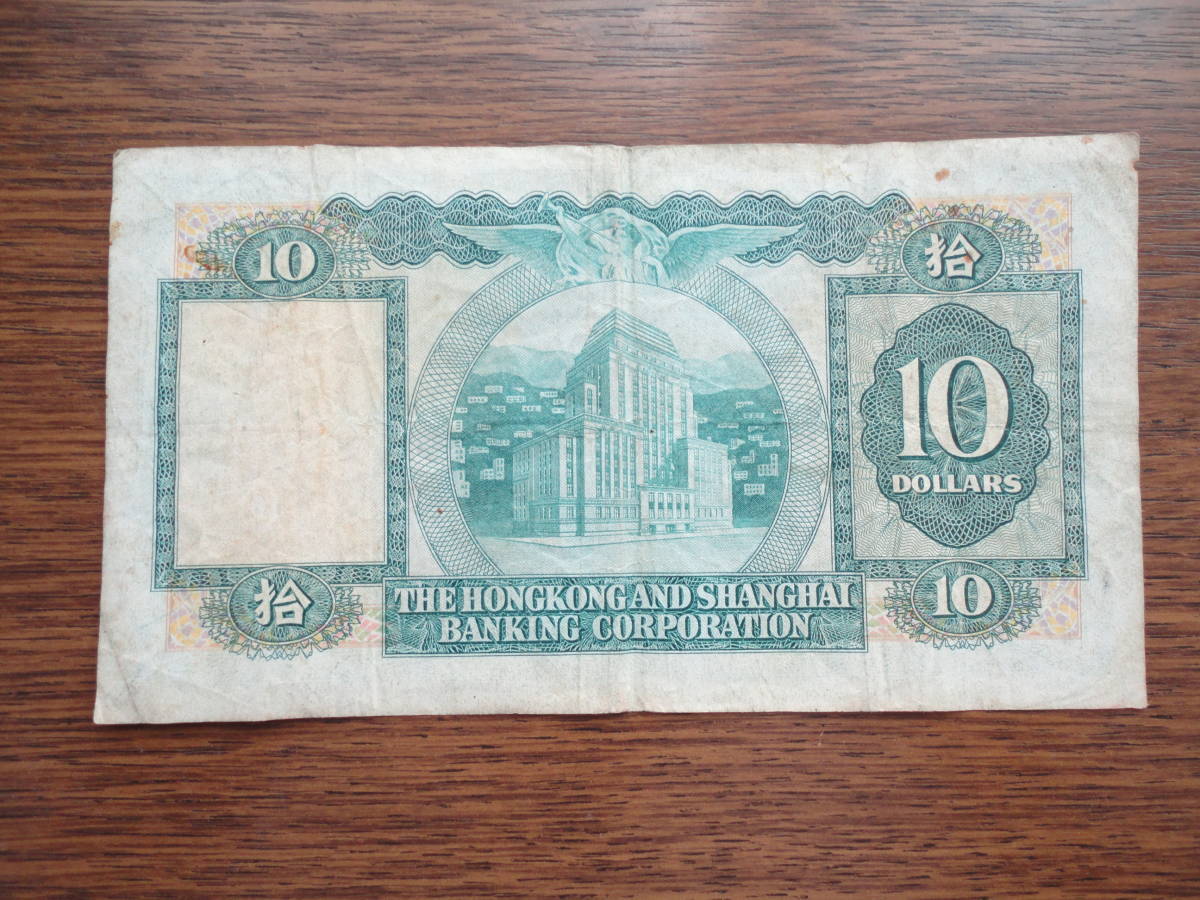 10
拾
10
DOLLARS
拾
THE HONGKONG AND SHANGHAI
BANKING CORPORATION
10